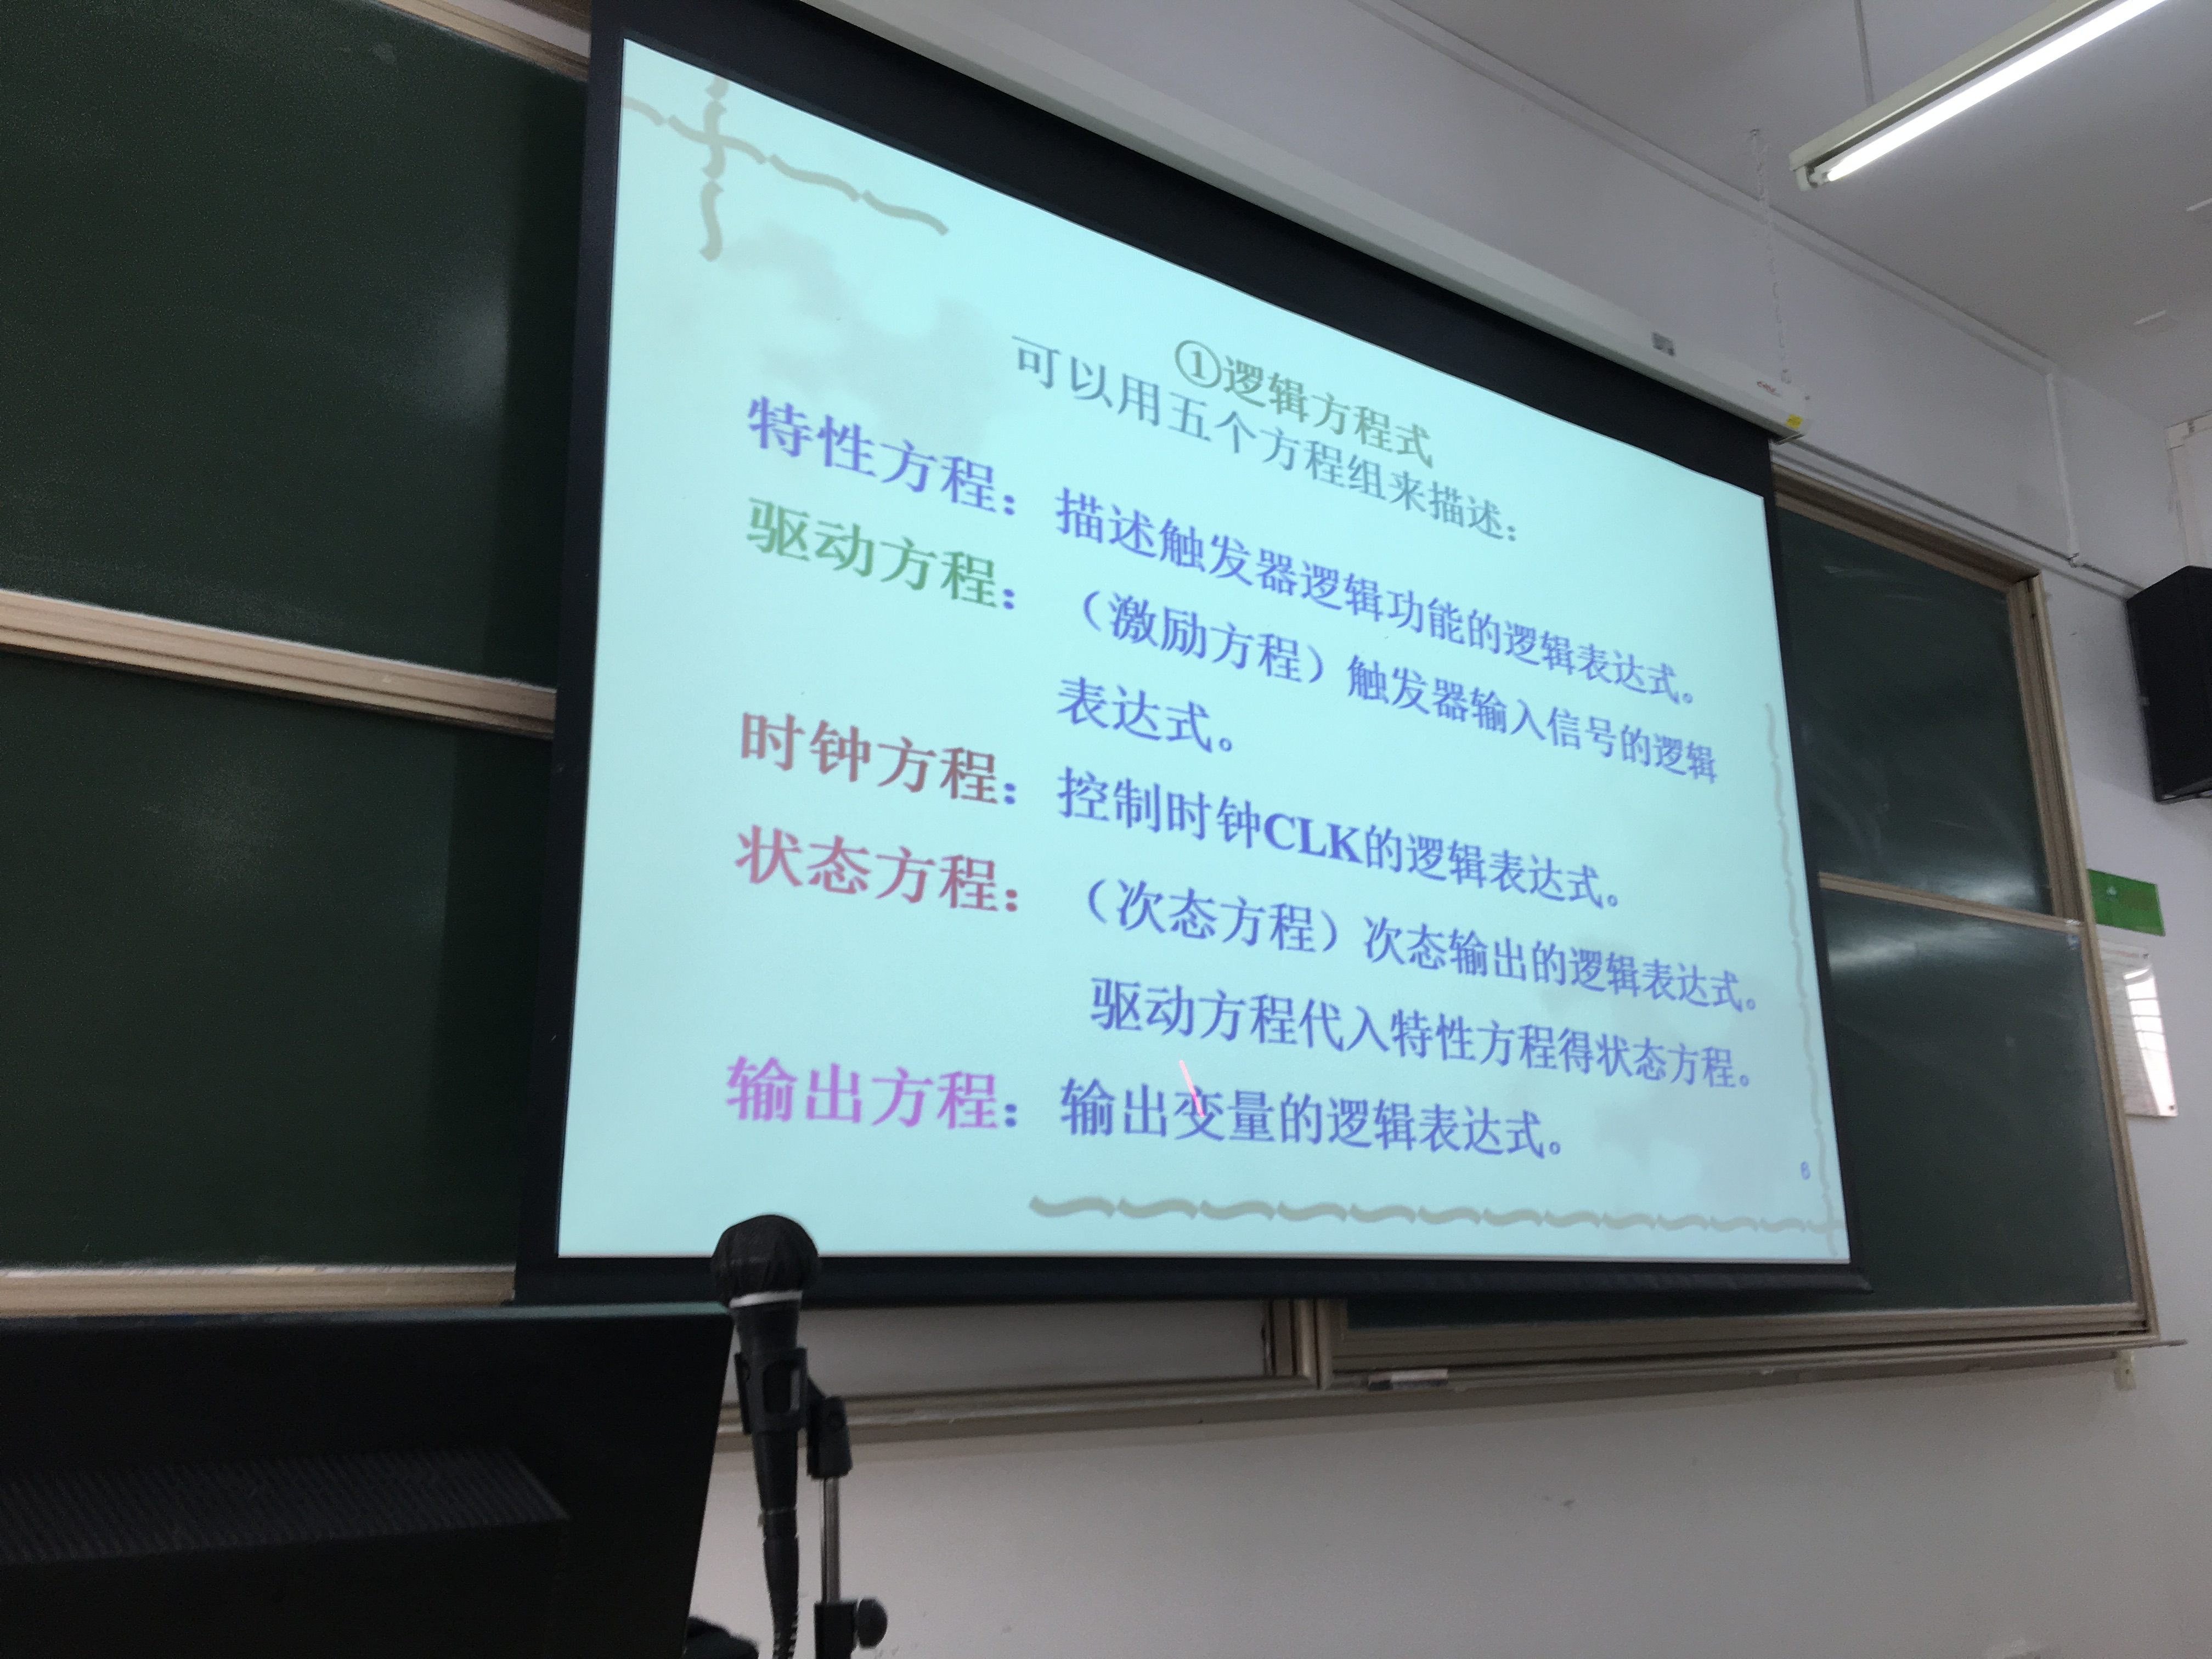 ①逻辑方程式
可以用五个方程组来描述：
特性方程：描述触发器逻辑功能的逻辑表达式。
驱动方程：（激励方程）触发器输入信号的逻辑
表达式。
时钟方程：控制时钟CLK的逻辑表达式。
状态方程：（次态方程）次态输出的逻辑表达式。
驱动方程代入特性方程得状态方程。
输出方程：输出变量的逻辑表达式。
6